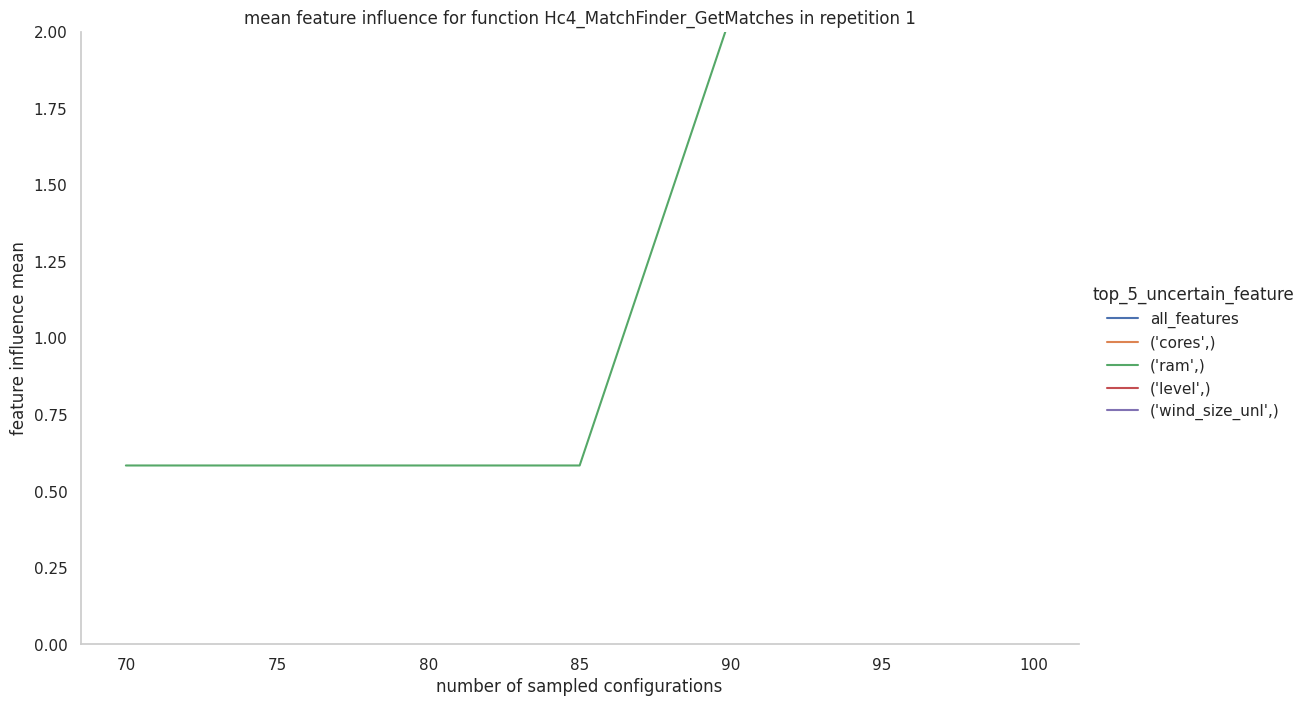 mean feature influence for function Hc4_MatchFinder_GetMatches in repetition 1
2.00
1.75
1.50
1.25
1.00
0.75
0.50
0.25
0.00
feature influence mean
70 75 80 85 90 95 100
number of sampled configurations
top_5_uncertain_feature
all_features
('cores',)
('ram',)
('level',)
('wind_size_unl',)